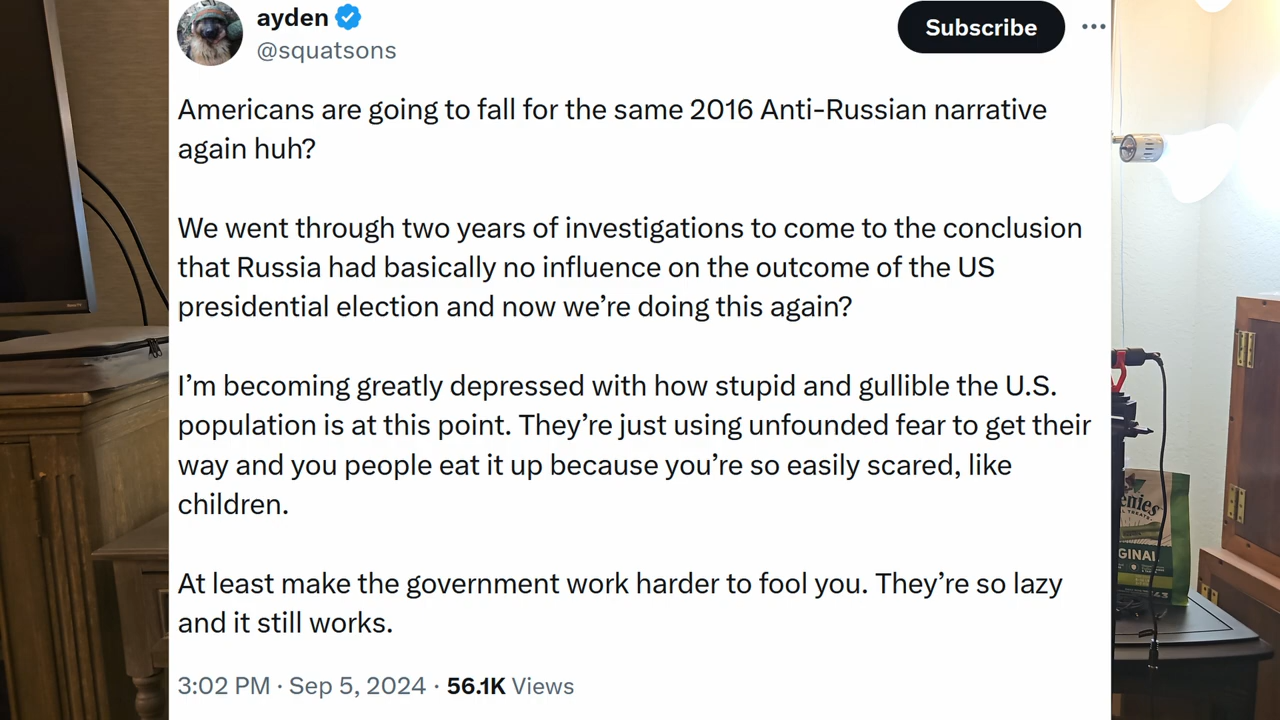 ayden
@squatsons
Subscribe
Americans are going to fall for the same 2016 Anti-Russian narrative
again huh?
We went through two years of investigations to come to the conclusion
that Russia had basically no influence on the outcome of the US
presidential election and now we’re doing this again?
I’m becoming greatly depressed with how stupid and gullible the U.S.
population is at this point. They’re just using unfounded fear to get their
way and you people eat it up because you’re so easily scared, like
children.
At least make the government work harder to fool you. They’re so lazy
and it still works.
3:02 PM · Sep 5, 2024 · 56.1K Views
enies
GINAL